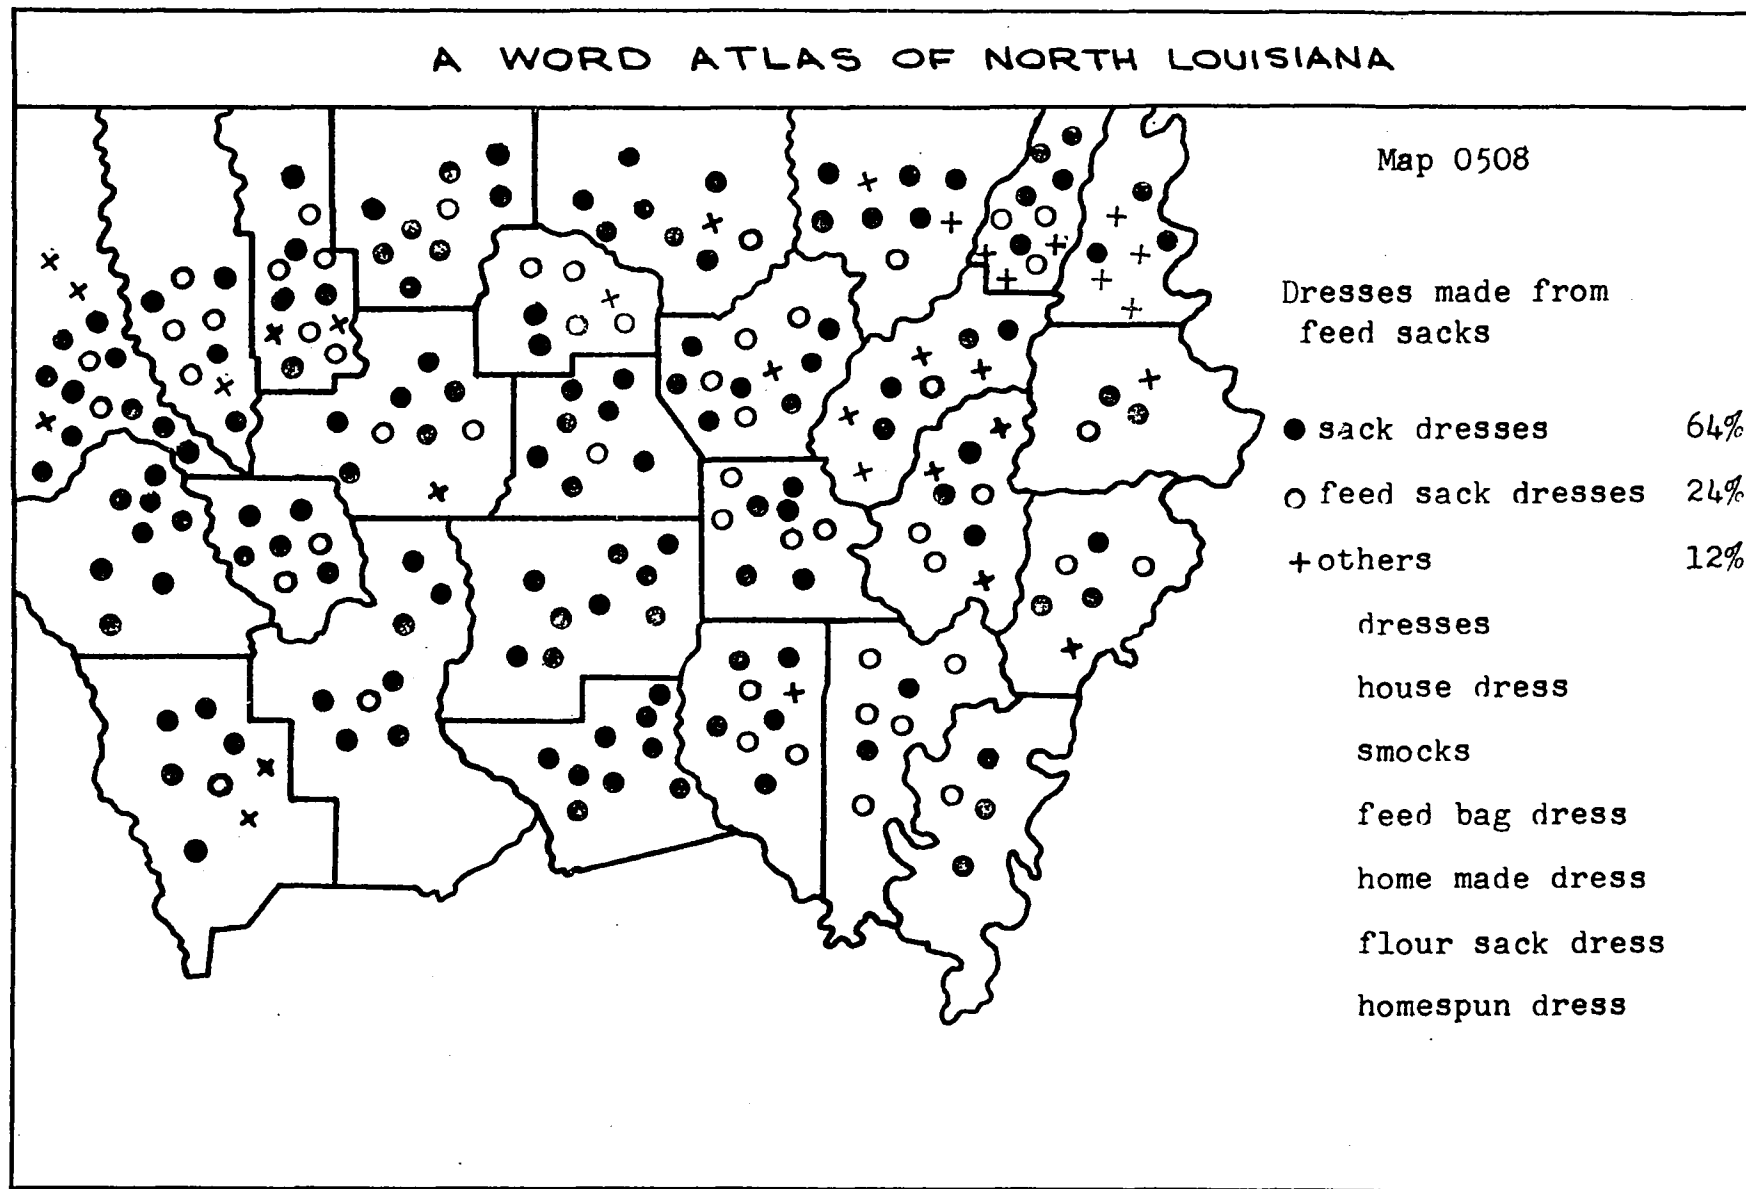 A WORD ATLAS OF NORTH LOUISIANA
Map 0508
Dresses made from
feed sacks
sack dresses 64%
feed sack dresses 24%
+others 12%
dresses
house dress
smocks
feed bag dress
home made dress
flour sack dress
homespun dress